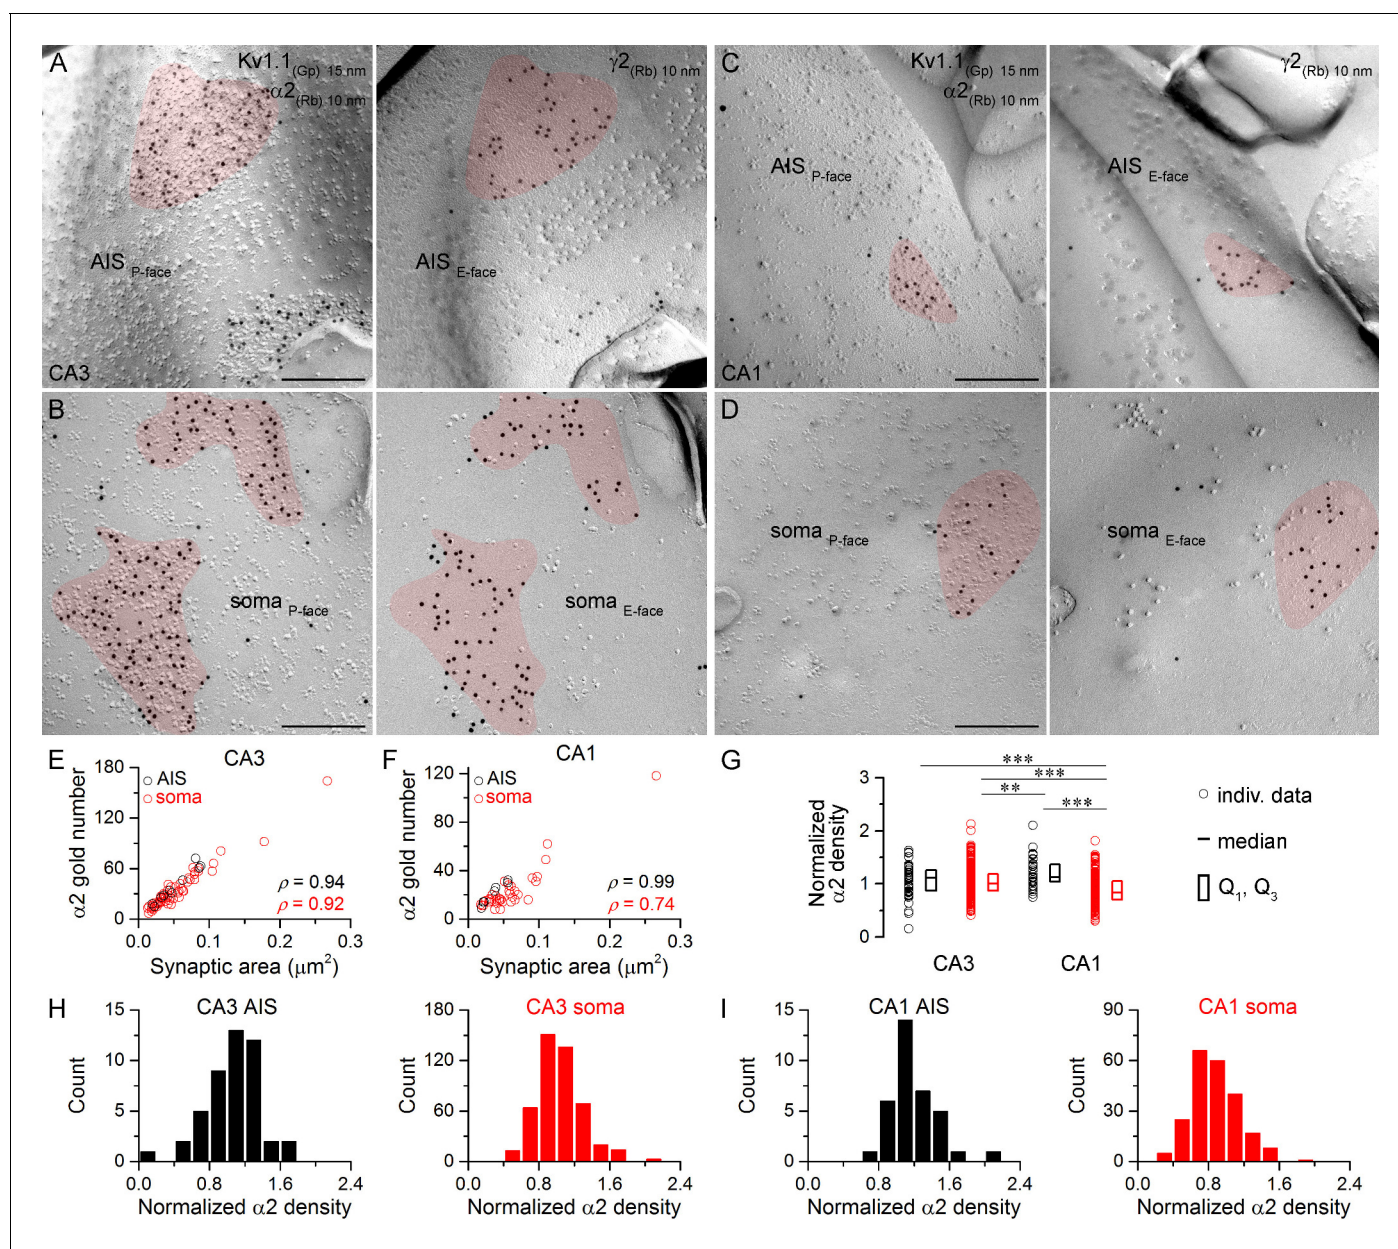 A
Kv1.1(Gp) 15 nm
α2(Rb) 10 nm
AIS P-face
CA3
γ2(Rb) 10 nm
AIS E-face
C
Kv1.1(Gp) 15 nm
α2(Rb) 10 nm
AIS P-face
CA1
γ2(Rb) 10 nm
AIS E-face
B
soma P-face
soma E-face
D
soma P-face
soma E-face
E
CA3
α2 gold number
180
120
60
0
AIS
soma
ρ = 0.94
ρ = 0.92
0.0 0.1 0.2 0.3
Synaptic area (μm²)
F
CA1
α2 gold number
120
80
40
0
AIS
soma
ρ = 0.99
ρ = 0.74
0.0 0.1 0.2 0.3
Synaptic area (μm²)
G
Normalized
α2 density
3
2
1
0
***
***
** 
***
CA3 CA1
indiv. data
median
Q1, Q3
H
CA3 AIS
Count
15
10
5
0
0.0 0.8 1.6 2.4
Normalized α2 density
CA3 soma
Count
180
120
60
0
0.0 0.8 1.6 2.4
Normalized α2 density
I
CA1 AIS
Count
15
10
5
0
0.0 0.8 1.6 2.4
Normalized α2 density
CA1 soma
Count
90
60
30
0
0.0 0.8 1.6 2.4
Normalized α2 density